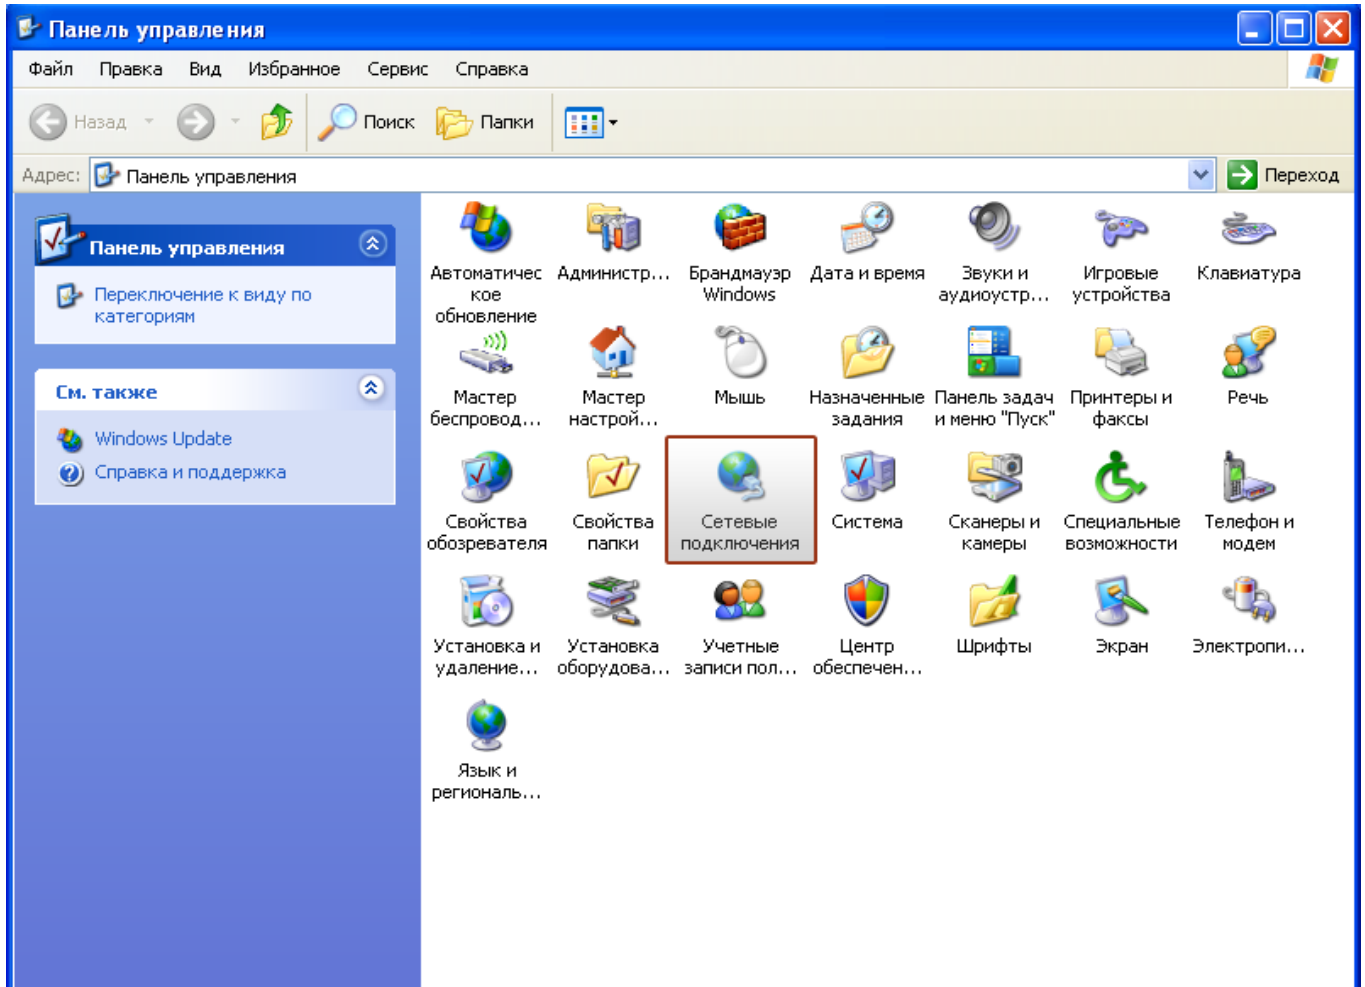 Панель управления
Файл Правка Вид Избранное Сервис Справка
Назад Поиск Папки
Адрес: Панель управления Переход
Панель управления
Переключение к виду по
категориям
См. также
Windows Update
Справка и поддержка
Автоматичес
кое
обновление
Администр...
Брандмауэр
Windows
Дата и время
Звуки и
аудиоустр...
Игровые
устройства
Клавиатура
Мастер
беспровод...
Мастер
настрой...
Мышь
Назначенные
задания
Панель задач
и меню "Пуск"
Принтеры и
факсы
Речь
Свойства
обозревателя
Свойства
папки
Сетевые
подключения
Система
Сканеры и
камеры
Специальные
возможности
Телефон и
модем
Установка и
удаление...
Установка
оборудова...
Учетные
записи пол...
Центр
обеспечен...
Шрифты
Экран
Электропи...
Язык и
региональ...